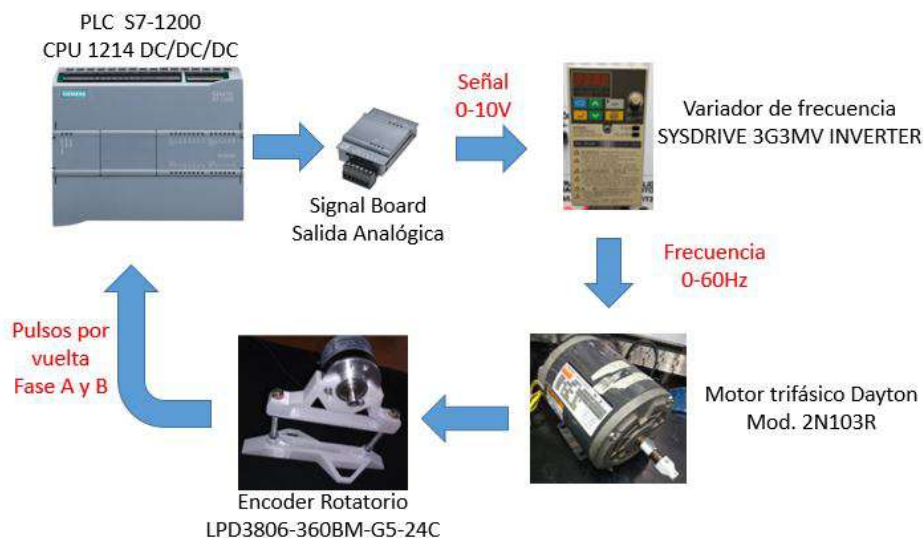 PLC S7-1200
CPU 1214 DC/DC/DC
SIEMENS
Señal
0-10V
Variador de frecuencia
SYSDRIVE 3G3MV INVERTER
Signal Board
Salida Analógica
Frecuencia
0-60Hz
Pulsos por
vuelta
Fase A y B
Motor trifásico Dayton
Mod. 2N103R
Encoder Rotatorio
LPD3806-360BM-G5-24C